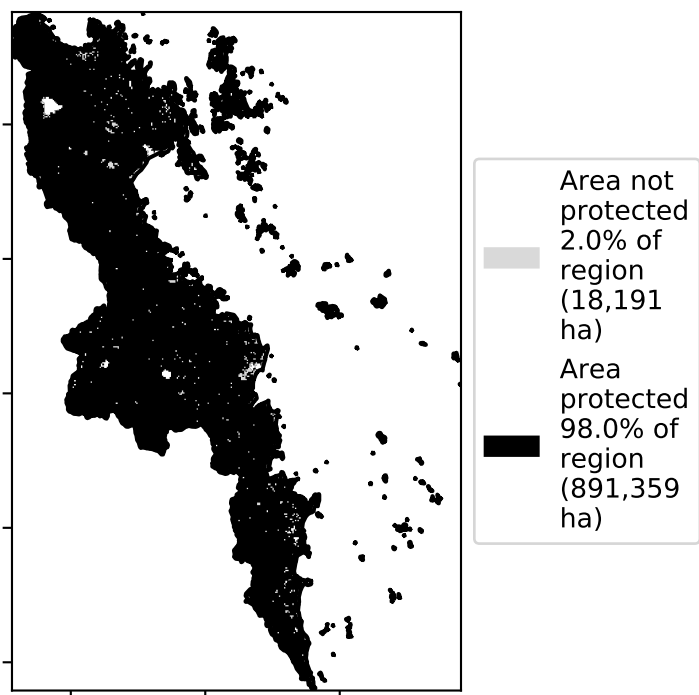 Area not
protected
2.0% of
region
(18,191
ha)
Area
protected
98.0% of
region
(891,359
ha)